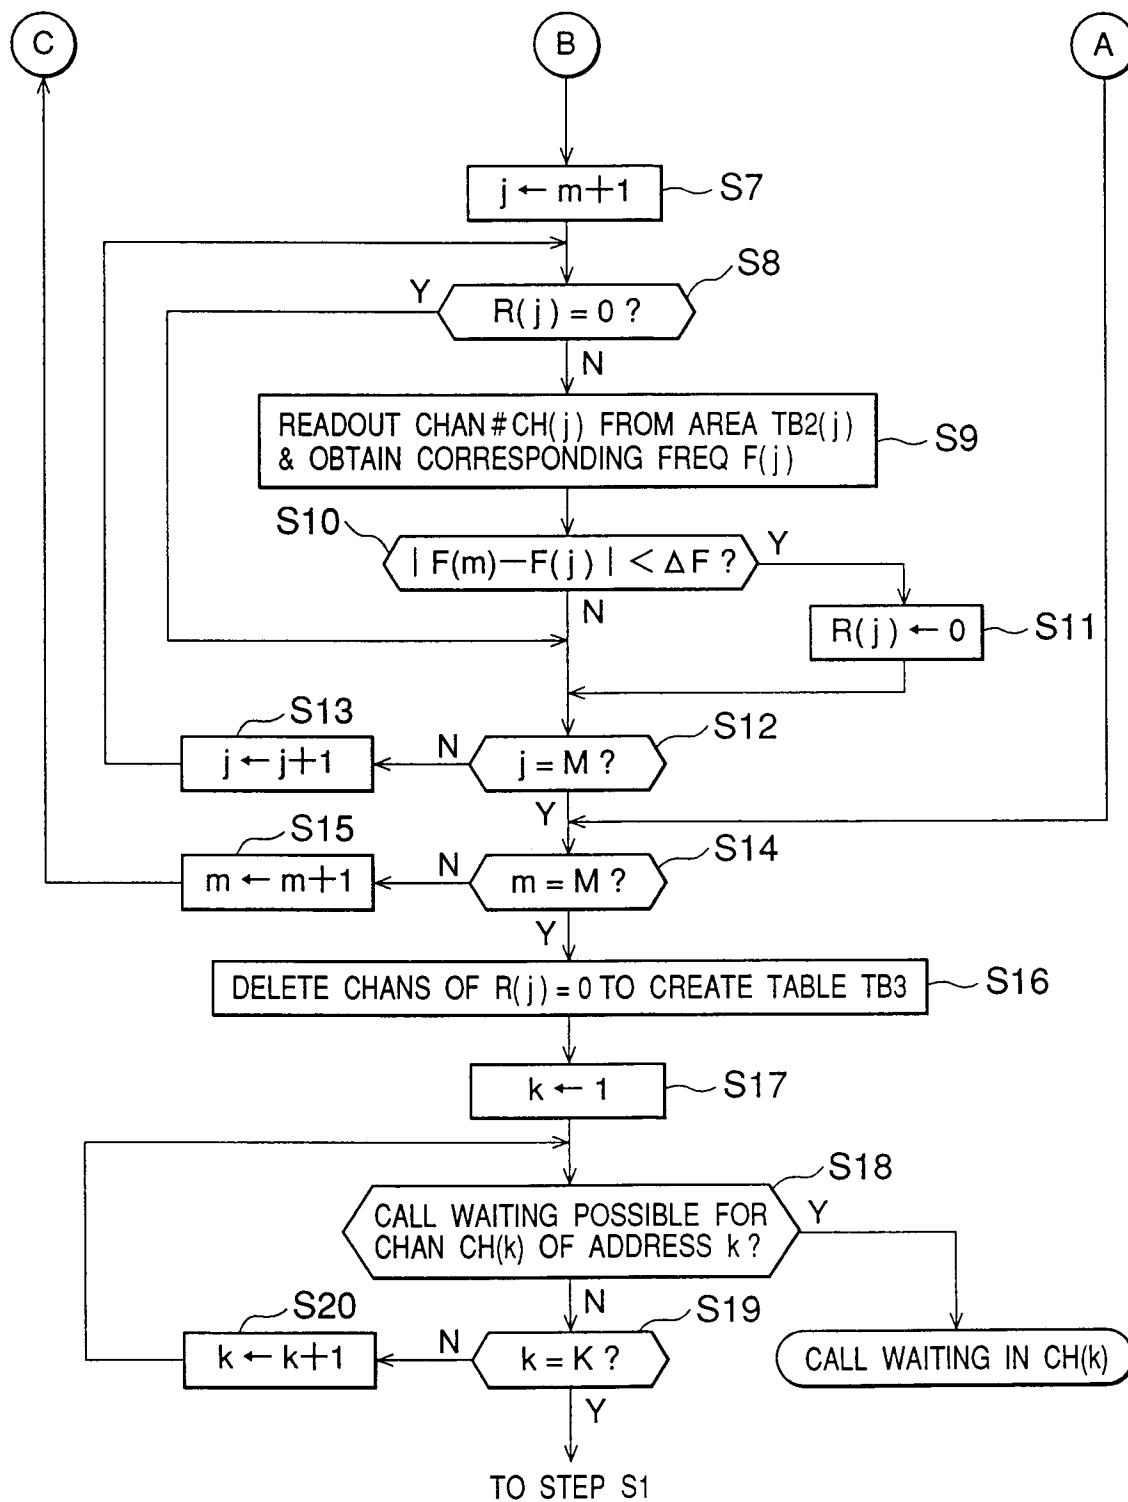 C
B
A
j ← m+1
S7
S8
Y
R(j) = 0 ?
N
READOUT CHAN#CH(j) FROM AREA TB2(j)
& OBTAIN CORRESPONDING FREQ F(j)
S9
S10
| F(m)−F(j) | < ΔF ?
Y
N
R(j) ← 0
S11
S13
S12
j ← j+1
N
j = M ?
Y
S15
S14
m ← m+1
N
m = M ?
Y
DELETE CHANS OF R(j) = 0 TO CREATE TABLE TB3
S16
k ← 1
S17
S18
CALL WAITING POSSIBLE FOR
CHAN CH(k) OF ADDRESS k ?
Y
N
S20
S19
k ← k+1
N
k = K ?
CALL WAITING IN CH(k)
Y
TO STEP S1